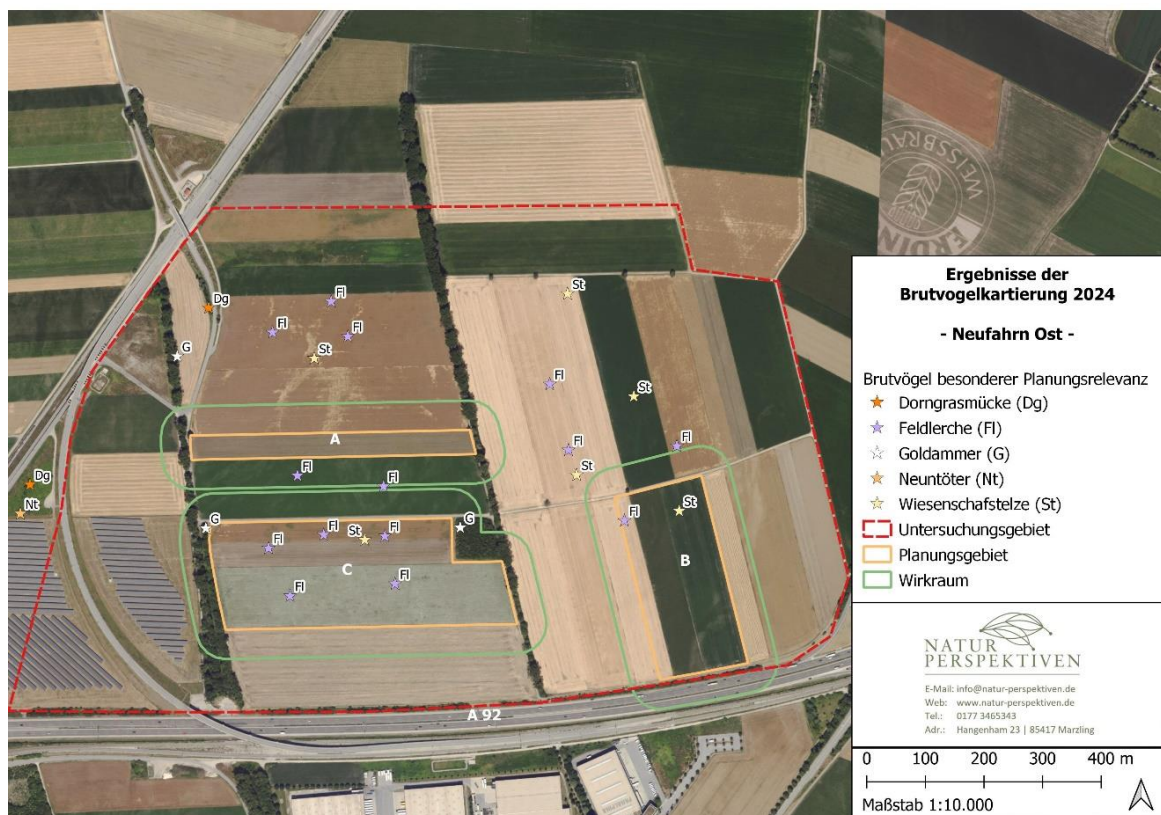 Ergebnisse der
Brutvogelkartierung 2024
- Neufahrn Ost -
Brutvögel besonderer Planungsrelevanz
Dorngrasmücke (Dg)
Feldlerche (Fl)
Goldammer (G)
Neuntöter (Nt)
Wiesenschafstelze (St)
Untersuchungsgebiet
Planungsgebiet
Wirkraum
NATUR
PERSPEKTIVEN
E-Mail: info@natur-perspektiven.de
Web: www.natur-perspektiven.de
Tel.: 0177 3465343
Adr.: Hangenham 23 | 85417 Marzling
0 100 200 300 400 m
Maßstab 1:10.000
ERDIN
WEISSBRÄU
St
Fl
Dg
Fl
Fl
St
G
Fl
St
Fl
Fl
A
St
Fl
Dg
Fl
St
Nt
Fl
G
Fl
St
Fl
G
Fl
B
C
Fl
Fl
A 92